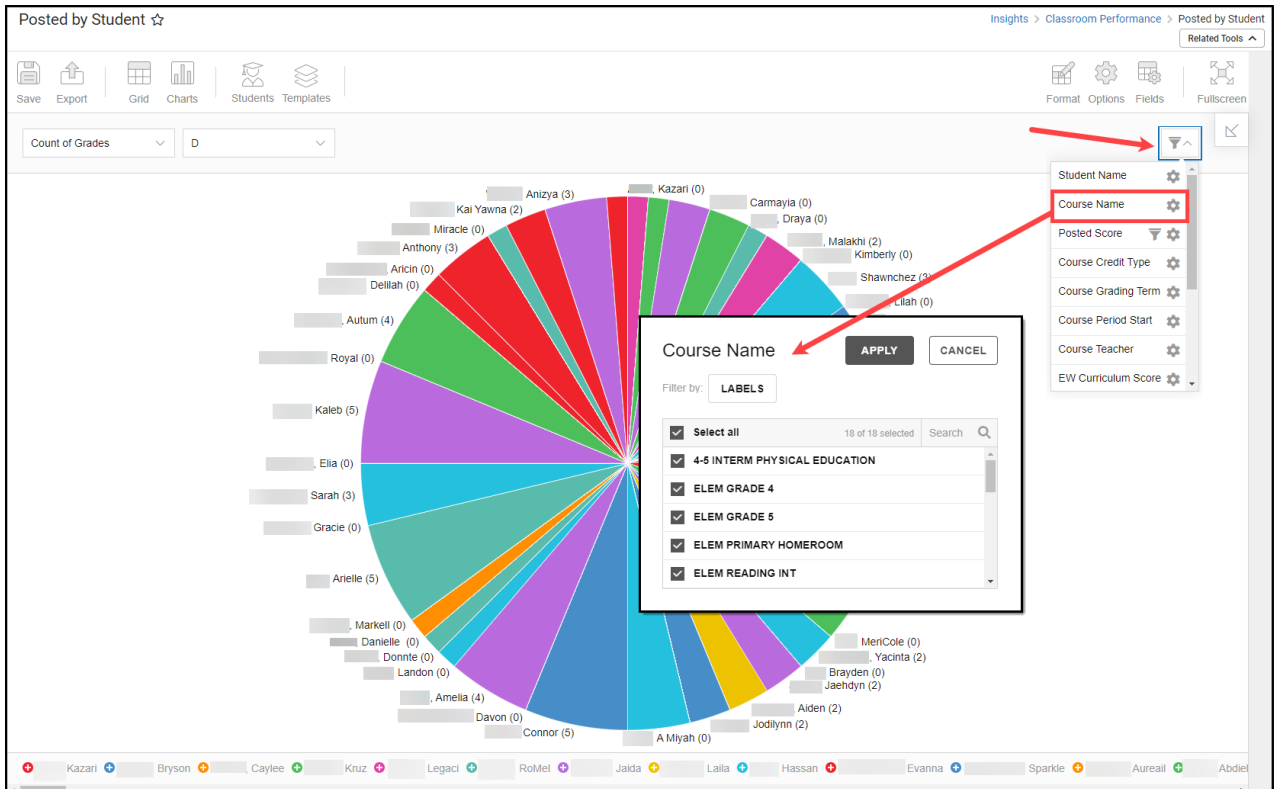 Posted by Student
Insights > Classroom Performance > Posted by Student
Related Tools
Save
Export
Grid
Charts
Students
Templates
Format
Options
Fields
Fullscreen
Count of Grades
D
Student Name
Course Name
Posted Score
Course Credit Type
Course Grading Term
Course Period Start
Course Teacher
EW Curriculum Score
Anizya (3)
Kai Yawna (2)
Miracle (0)
Anthony (3)
, Aricin (0)
Delilah (0)
, Autum (4)
Royal (0)
Kaleb (5)
, Elia (0)
Sarah (3)
Gracie (0)
Arielle (5)
, Markell (0)
Danielle (0)
Donnte (0)
Landon (0)
, Amelia (4)
Davon (0)
Connor (5)
, Kazari (0)
Carmayia (0)
, Draya (0)
, Malakhi (2)
Kimberly (0)
Shawnchez (3)
, Lilah (0)
Course Name
APPLY
CANCEL
Filter by:
LABELS
Select all
18 of 18 selected
Search
4-5 INTERM PHYSICAL EDUCATION
ELEM GRADE 4
ELEM GRADE 5
ELEM PRIMARY HOMEROOM
ELEM READING INT
MeriCole (0)
, Yacinta (2)
Brayden (0)
Jaehdyn (2)
, Aiden (2)
Jodilynn (2)
A Miyah (0)
Kazari
Bryson
, Caylee
Kruz
Legaci
RoMel
Jaida
Laila
Hassan
Evanna
Sparkle
Aureail
Abdiel